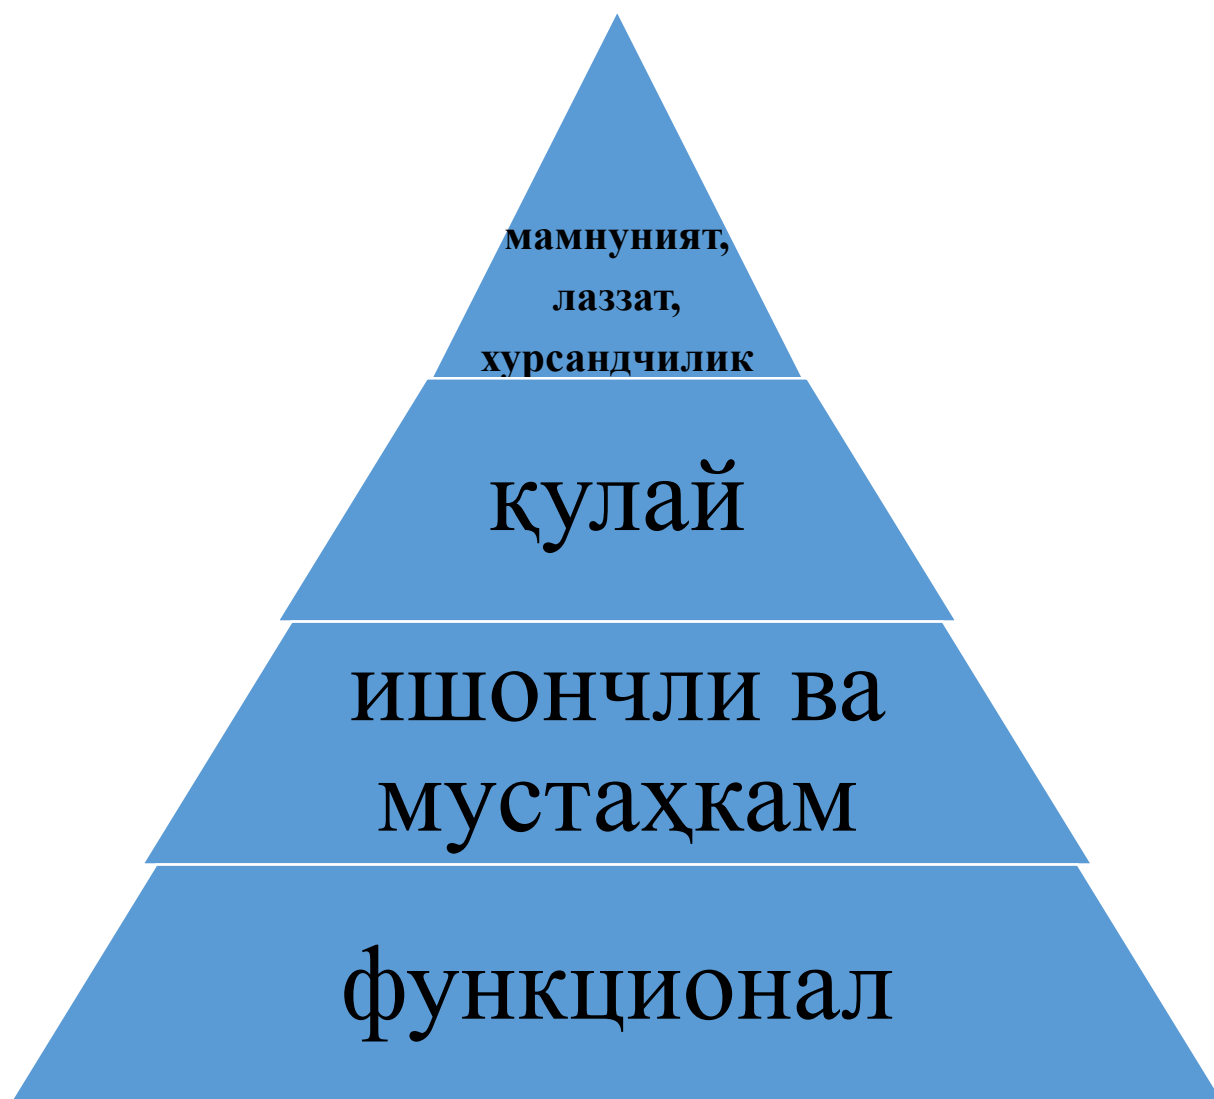 мамнуният,
лаззат,
хурсандчилик
қулай
ишончли ва
мустаҳкам
функционал